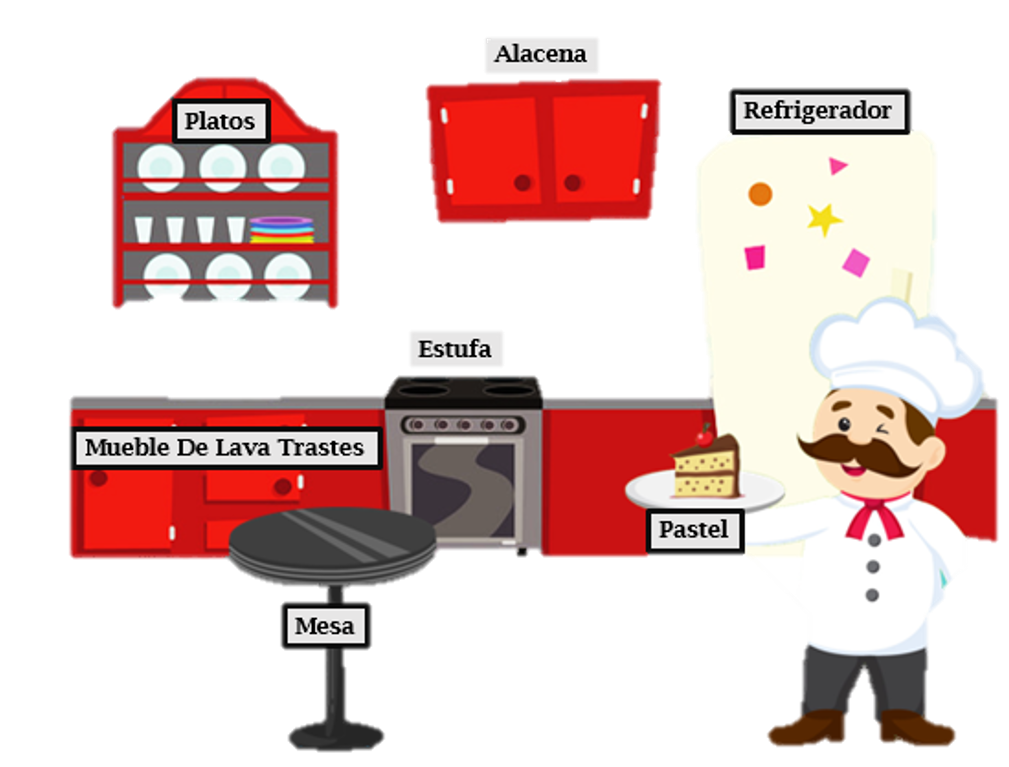 Alacena
Platos
Refrigerador
Estufa
Mueble De Lava Trastes
Pastel
Mesa